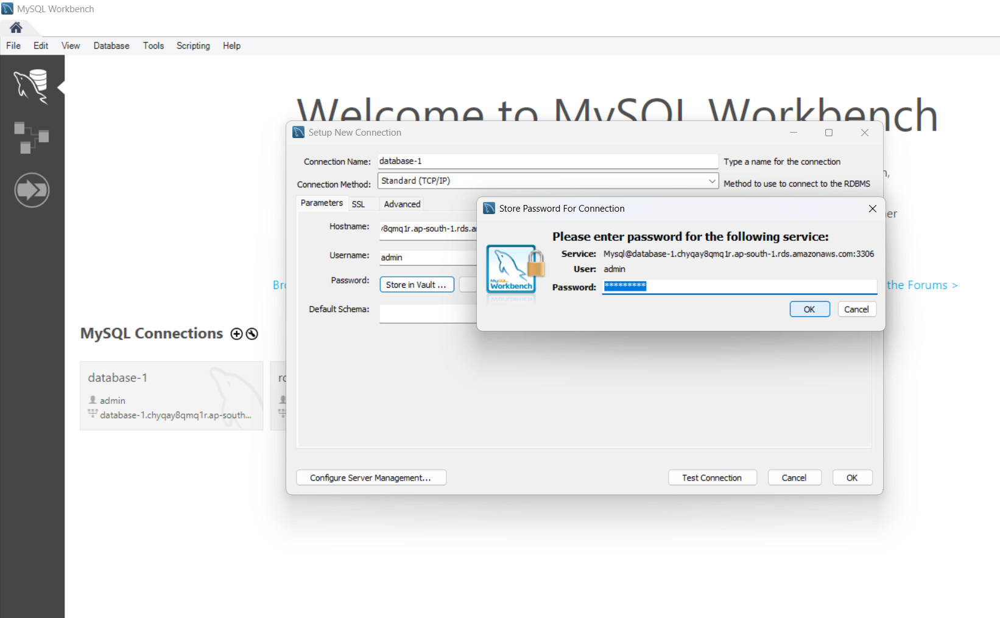 MySQL Workbench
File Edit View Database Tools Scripting Help
Welcome to MySQL Workbench
Setup New Connection
Connection Name: database-1 Type a name for the connection
Connection Method: Standard (TCP/IP) Method to use to connect to the RDBMS
Parameters SSL Advanced
Hostname: y8qmq1r.ap-south-1.rds.a
Username: admin
Password: Store in Vault ...
Default Schema:
Store Password For Connection
Please enter password for the following service:
Service: Mysql@database-1.chyqay8qmq1r.ap-south-1.rds.amazonaws.com:3306
User: admin
Password: *********
MySQL
Workbench
OK Cancel
the Forums >
MySQL Connections
database-1
admin
database-1.chyqay8qmq1r.ap-south...
Configure Server Management... Test Connection Cancel OK